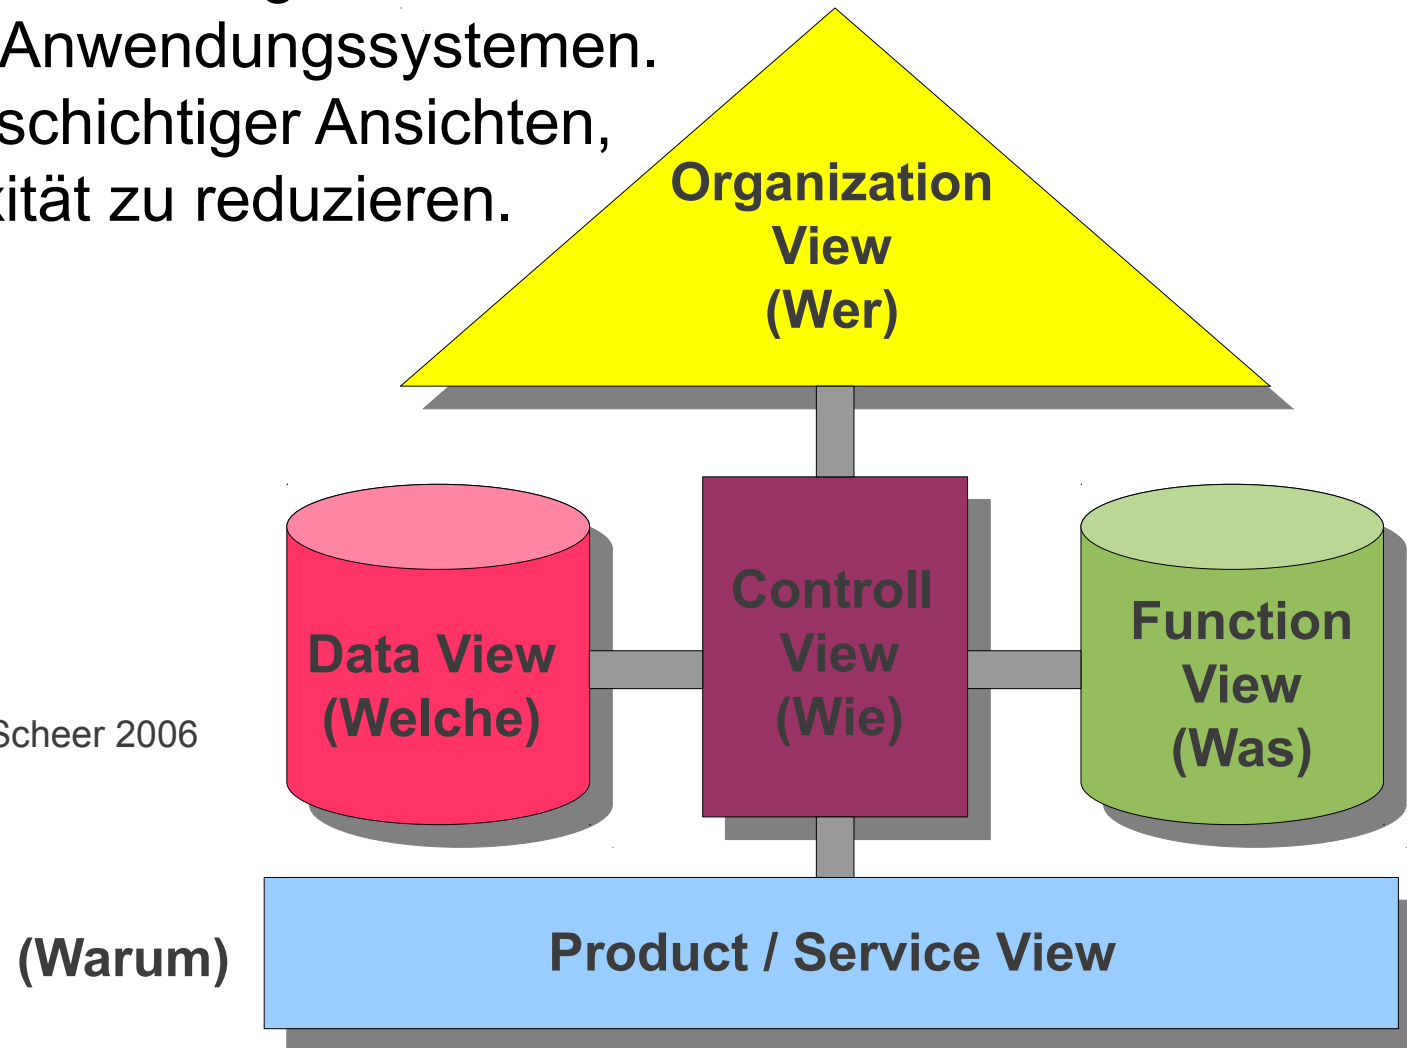 Anwendungssystemen.
schichtiger Ansichten,
xität zu reduzieren.
Organization
View
(Wer)
Data View
(Welche)
Controll
View
(Wie)
Function
View
(Was)
Scheer 2006
(Warum)
Product / Service View